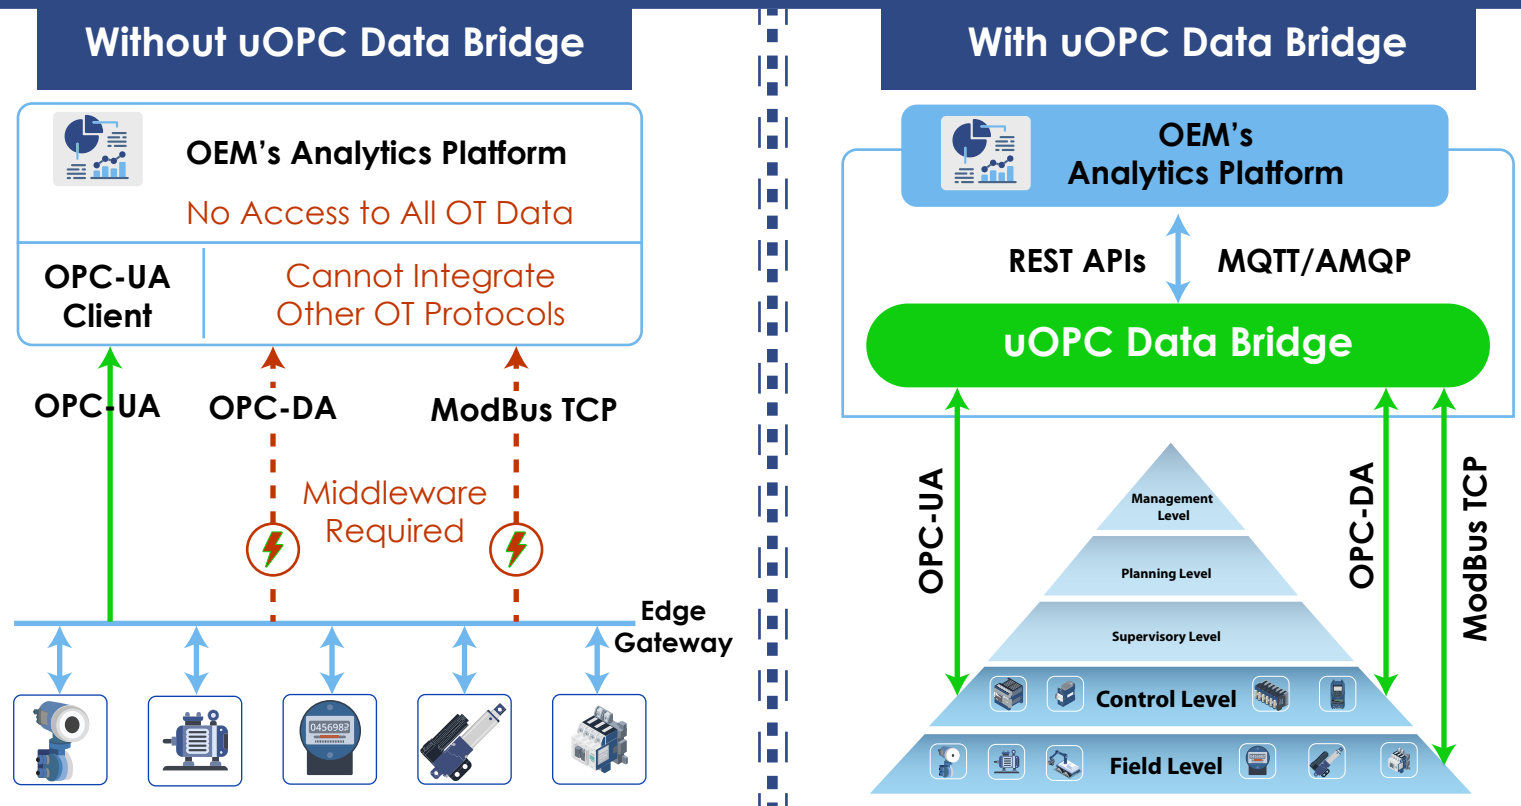 Without uOPC Data Bridge
OEM’s Analytics Platform
No Access to All OT Data
OPC-UA
Client
Cannot Integrate
Other OT Protocols
OPC-UA
OPC-DA
ModBus TCP
Middleware
Required
Edge
Gateway
With uOPC Data Bridge
OEM’s
Analytics Platform
REST APIs
MQTT/AMQP
uOPC Data Bridge
OPC-UA
OPC-DA
ModBus TCP
Management
Level
Planning Level
Supervisory Level
Control Level
Field Level